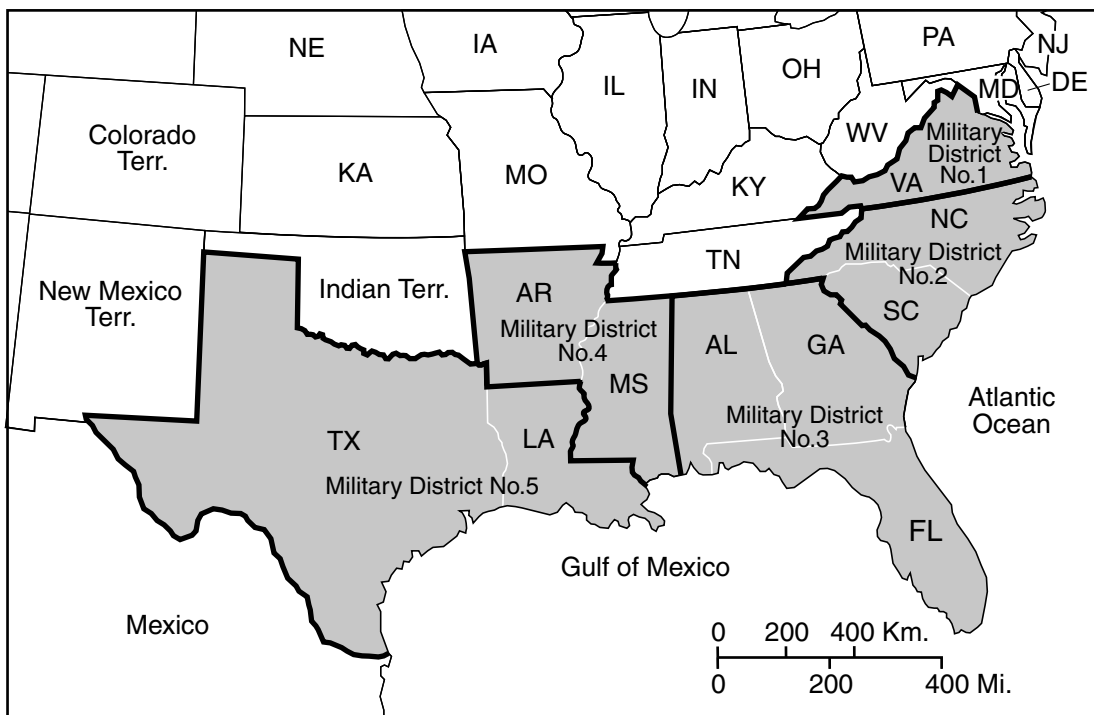 NE
IA
IL
IN
OH
PA
NJ
MD
DE
Colorado
Terr.
KA
MO
KY
WV
VA
Military
District
No.1
NC
Military District
No.2
SC
TN
New Mexico
Terr.
Indian Terr.
AR
Military District
No.4
MS
AL
GA
Military District
No.3
Atlantic
Ocean
TX
LA
Military District No.5
FL
Gulf of Mexico
Mexico
0 200 400 Km.
0 200 400 Mi.